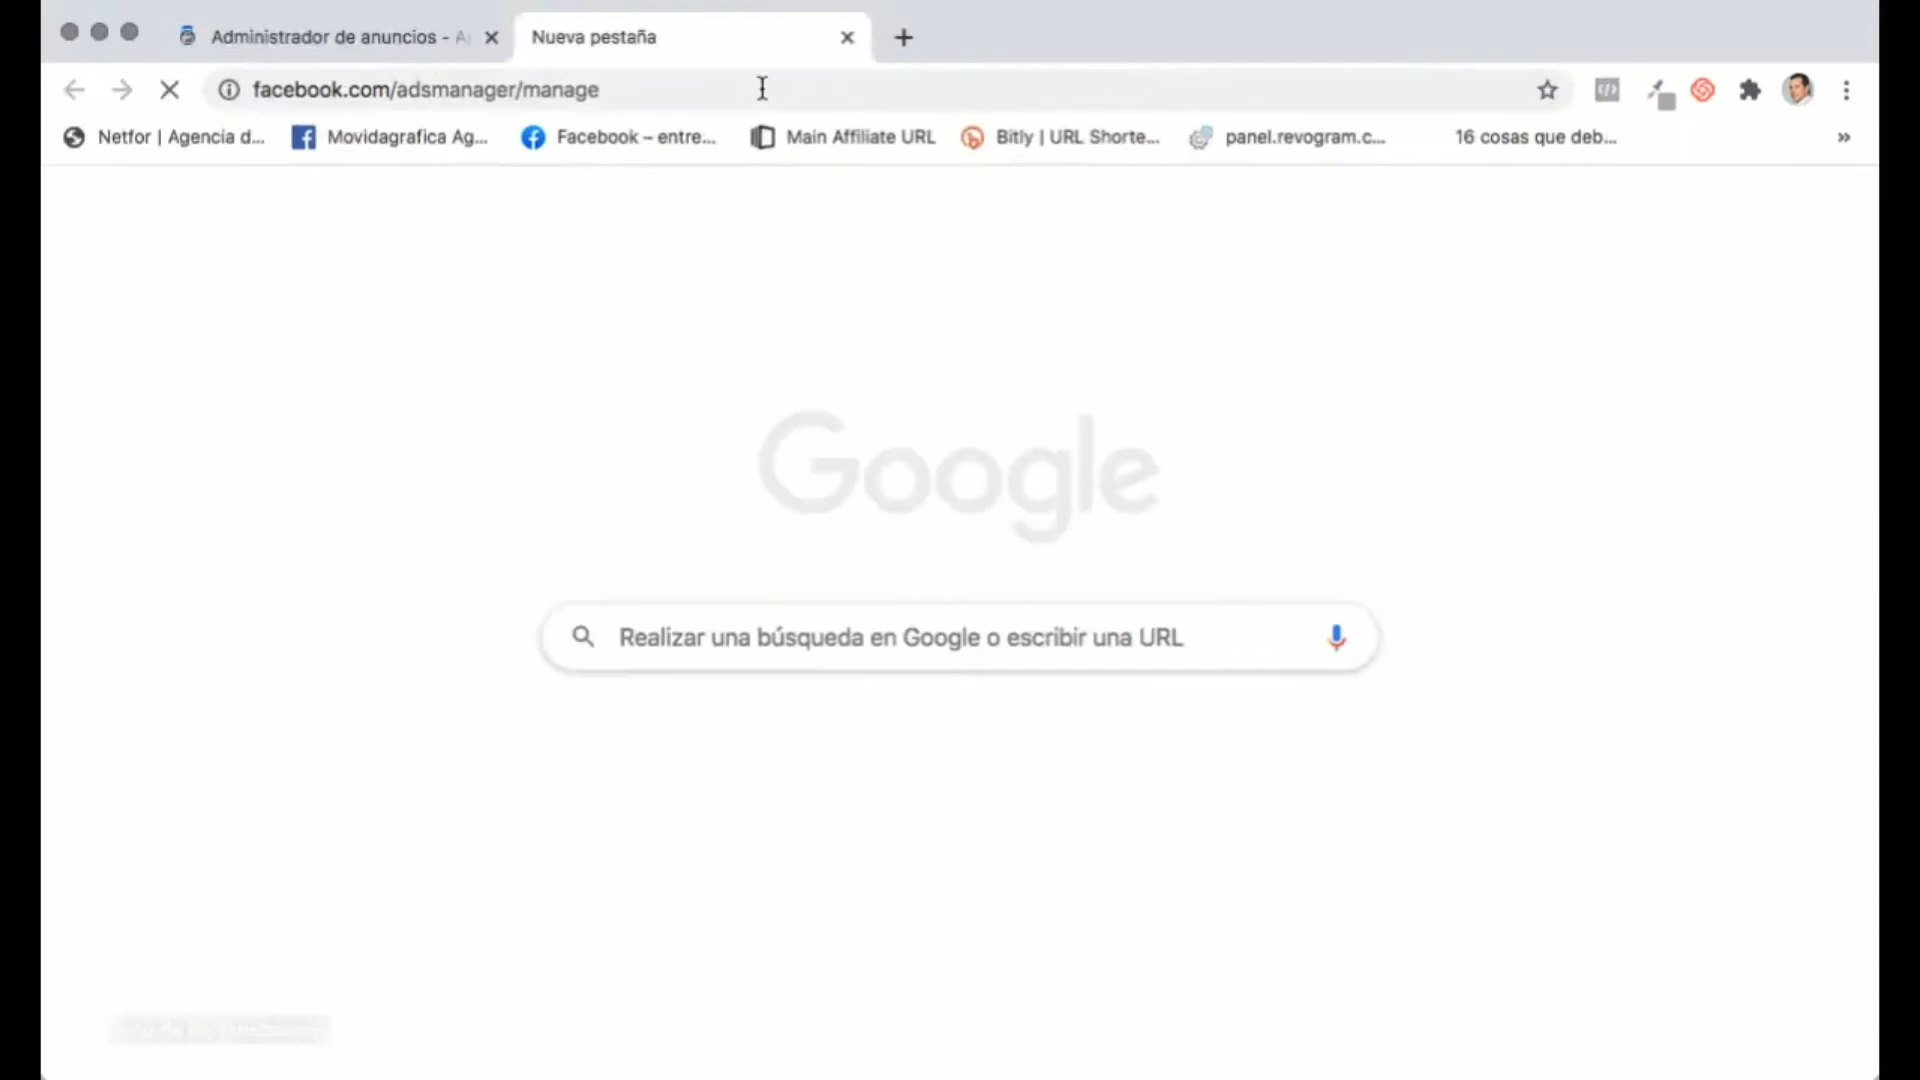 Administrador de anuncios - A
Nueva pestaña
facebook.com/adsmanager/manage
Netfor | Agencia d...
Movidagrafica Ag...
Facebook – entre...
Main Affiliate URL
Bitly | URL Shorte...
panel.revogram.c...
16 cosas que deb...
Google
Realizar una búsqueda en Google o escribir una URL